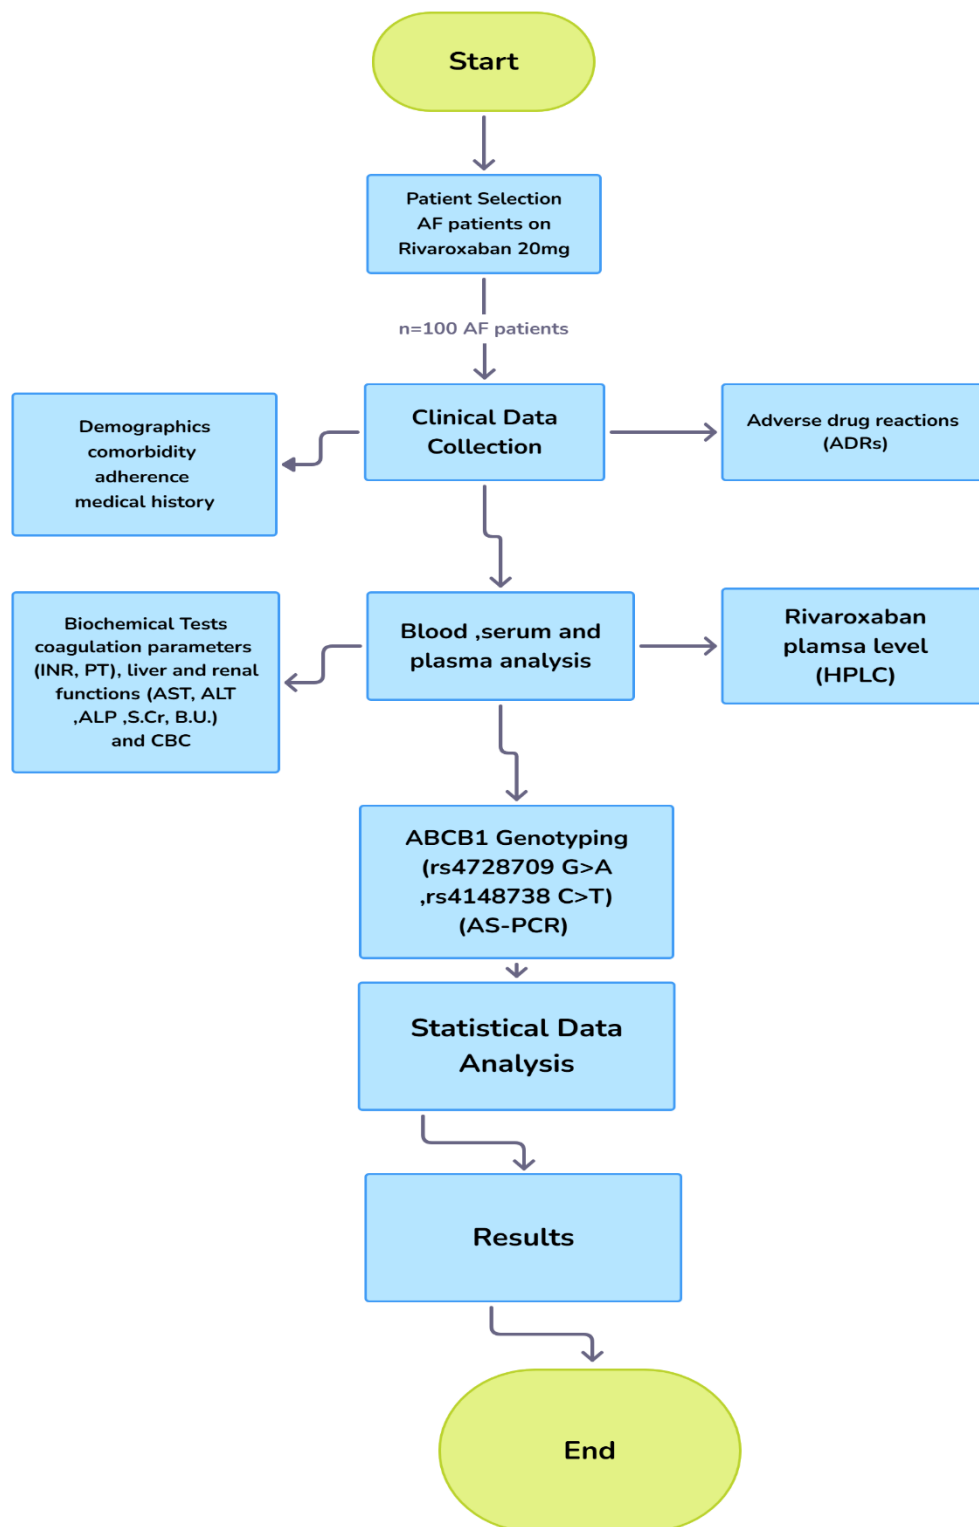 Start
Patient Selection
AF patients on
Rivaroxaban 20mg
n=100 AF patients
Clinical Data
Collection
Demographics
comorbidity
adherence
medical history
Adverse drug reactions
(ADRs)
Blood ,serum and
plasma analysis
Biochemical Tests
coagulation parameters
(INR, PT), liver and renal
functions (AST, ALT
,ALP ,S.Cr, B.U.)
and CBC
Rivaroxaban
plamsa level
(HPLC)
ABCB1 Genotyping
(rs4728709 G>A
,rs4148738 C>T)
(AS-PCR)
Statistical Data
Analysis
Results
End